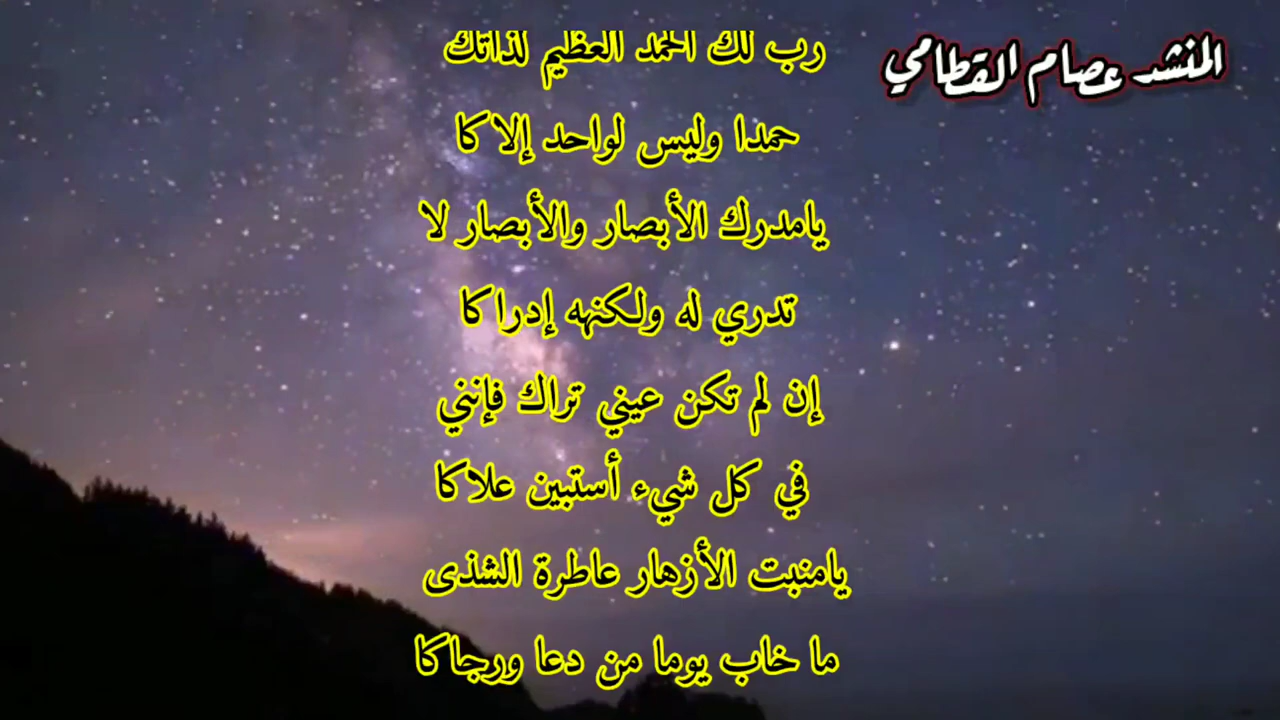 المنشد عصام القطامي
رب لك الحمد العظيم لذاتك
حمدا وليس لواحد إلاكا
يامدرك الأبصار والأبصار لا
تدري له ولكنهه إدراكا
إن لم تكن عيني تراك فإنني
في كل شيء أستبين علاكا
يامنبت الأزهار عاطرة الشذى
ما خاب يوما من دعا ورجاكا